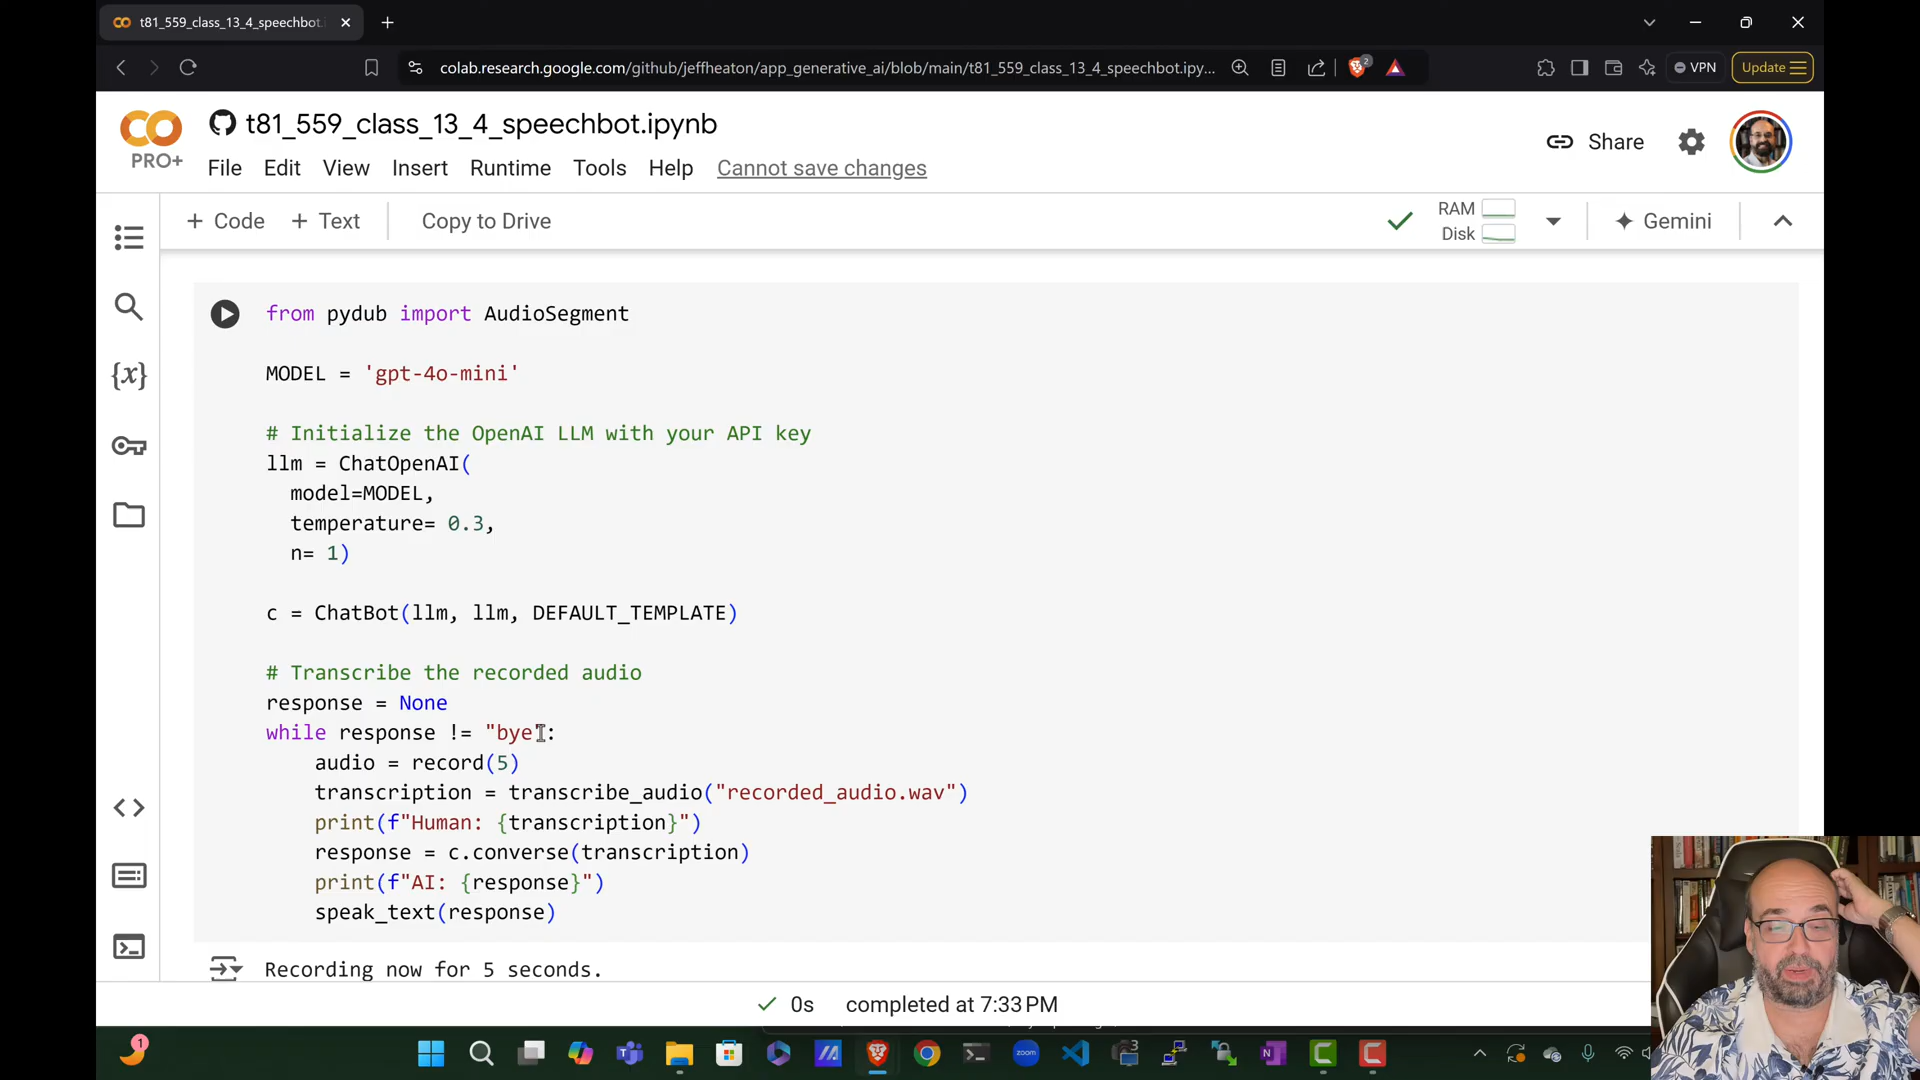 t81_559_class_13_4_speechbot.i
colab.research.google.com/github/jeffheaton/app_generative_ai/blob/main/t81_559_class_13_4_speechbot.ipy...
2
VPN
Update
PRO+
t81_559_class_13_4_speechbot.ipynb
File Edit View Insert Runtime Tools Help Cannot save changes
Share
+ Code + Text Copy to Drive
RAM
Disk
Gemini
from pydub import AudioSegment
MODEL = 'gpt-4o-mini'
# Initialize the OpenAI LLM with your API key
llm = ChatOpenAI(
model=MODEL,
temperature= 0.3,
n= 1)
c = ChatBot(llm, llm, DEFAULT_TEMPLATE)
# Transcribe the recorded audio
response = None
while response != "bye":
audio = record(5)
transcription = transcribe_audio("recorded_audio.wav")
print(f"Human: {transcription}")
response = c.converse(transcription)
print(f"AI: {response}")
speak_text(response)
Recording now for 5 seconds.
0s completed at 7:33 PM
1
zoom